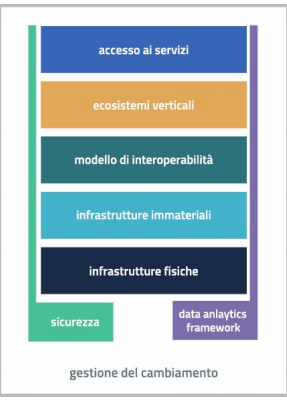 accesso ai servizi
ecosistemi verticali
modello di interoperabilità
infrastrutture immateriali
infrastrutture fisiche
sicurezza
data anlaytics
framework
gestione del cambiamento